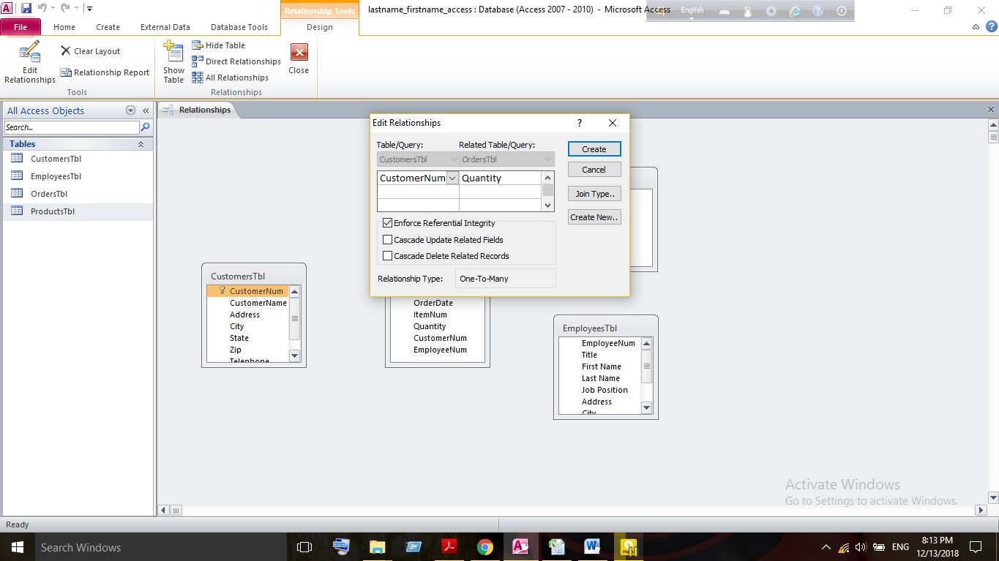 Relationship Tools
lastname_firstname_access : Database (Access 2007 - 2010) - Microsoft Access
English
File
Home
Create
External Data
Database Tools
Design
Edit
Relationships
Clear Layout
Relationship Report
Tools
Show
Table
Hide Table
Direct Relationships
All Relationships
Relationships
Close
All Access Objects
Search...
Tables
CustomersTbl
EmployeesTbl
OrdersTbl
ProductsTbl
Relationships
Edit Relationships
Table/Query:
Related Table/Query:
CustomersTbl
OrdersTbl
CustomerNum
Quantity
Create
Cancel
Join Type..
Create New..
Enforce Referential Integrity
Cascade Update Related Fields
Cascade Delete Related Records
Relationship Type:
One-To-Many
CustomersTbl
CustomerNum
CustomerName
Address
City
State
Zip
Telephone
OrderDate
ItemNum
Quantity
CustomerNum
EmployeeNum
EmployeesTbl
EmployeeNum
Title
First Name
Last Name
Job Position
Address
City
Activate Windows
Go to Settings to activate Windows.
Ready
Search Windows
ENG
8:13 PM
12/13/2018